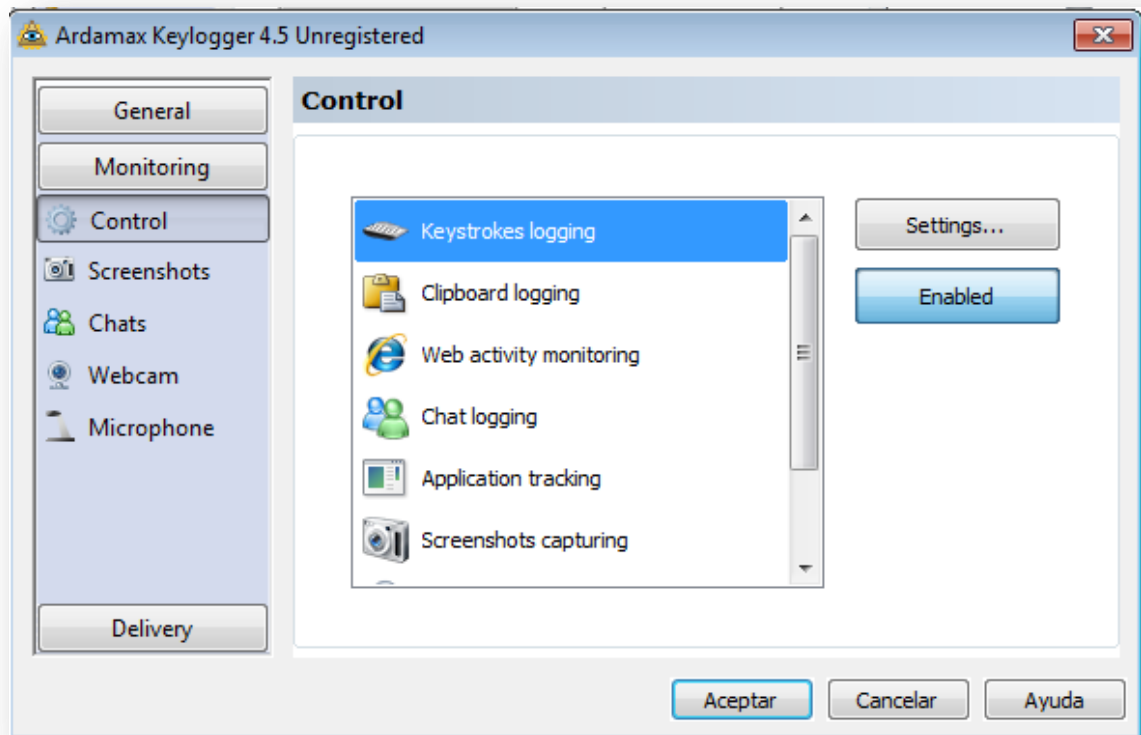 Ardamax Keylogger 4.5 Unregistered
General
Monitoring
Control
Screenshots
Chats
Webcam
Microphone
Delivery
Control
Keystrokes logging
Clipboard logging
Web activity monitoring
Chat logging
Application tracking
Screenshots capturing
Settings...
Enabled
Aceptar
Cancelar
Ayuda